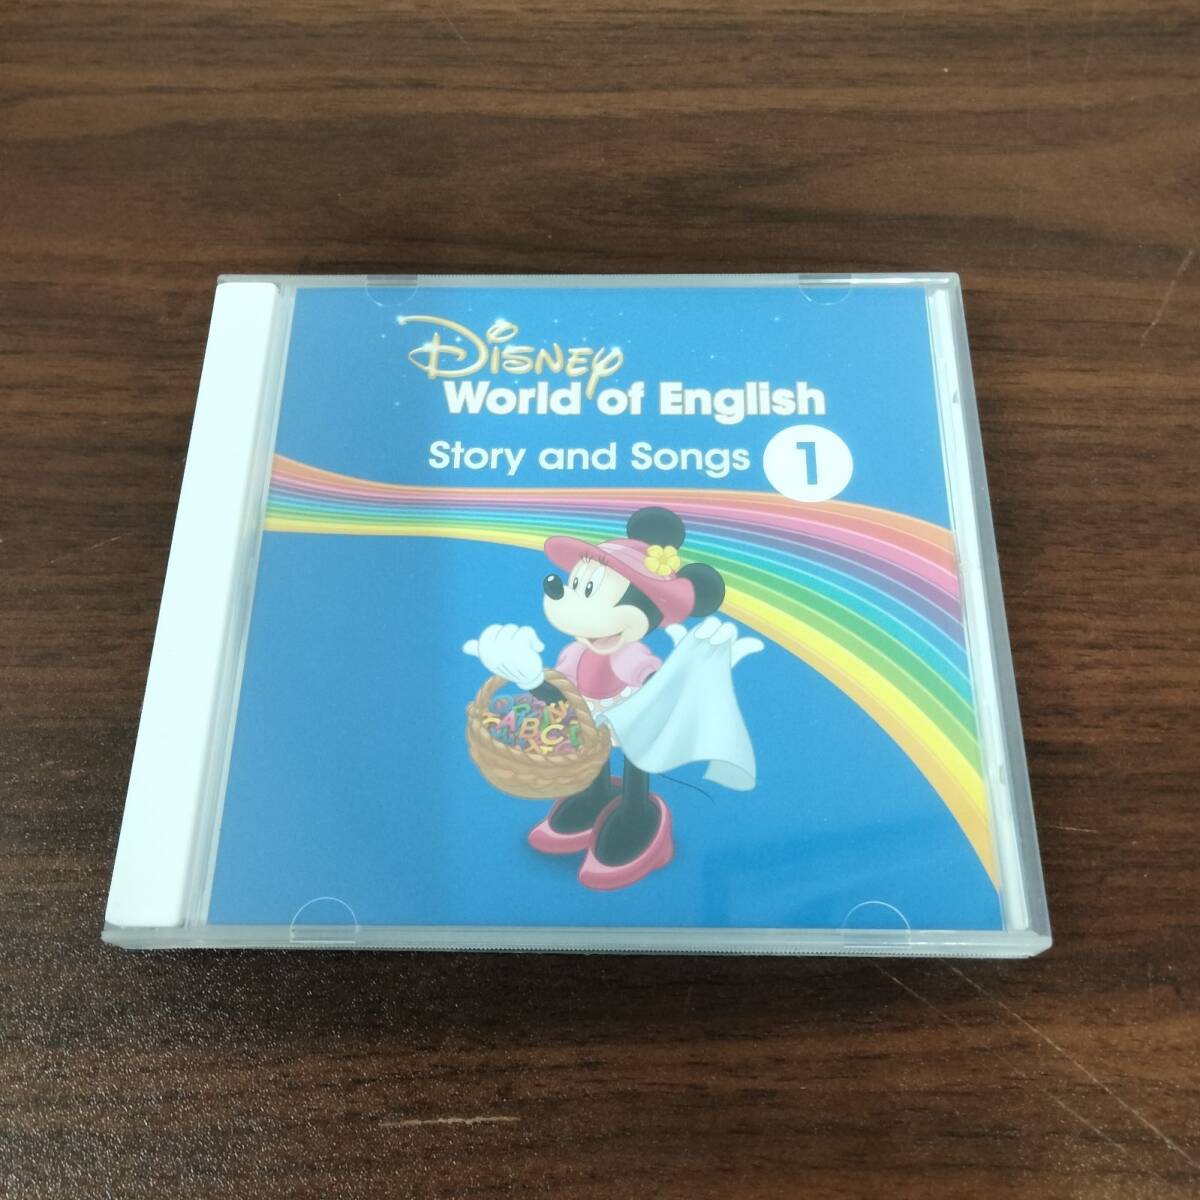 Disney
World of English
Story and Songs 1
ABC